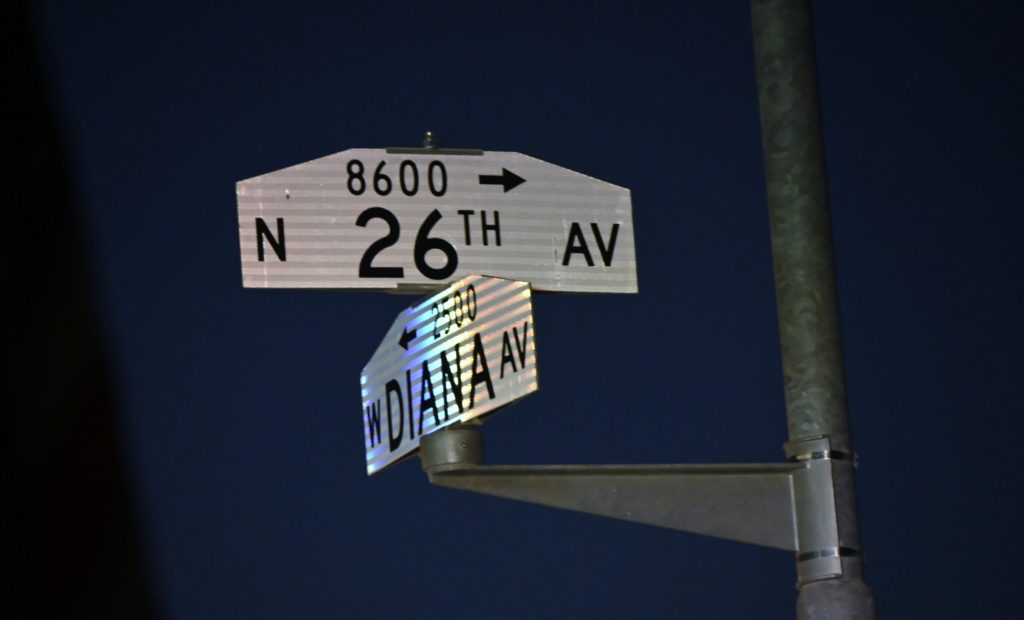 8600 →
N 26TH AV
← 2500
W DIANA AV